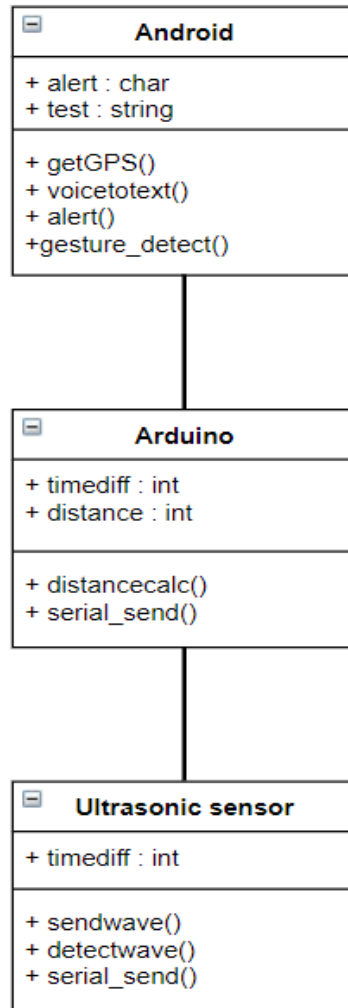 Android
+ alert : char
+ test : string
+ getGPS()
+ voicetotext()
+ alert()
+gesture_detect()
Arduino
+ timediff : int
+ distance : int
+ distancecalc()
+ serial_send()
Ultrasonic sensor
+ timediff : int
+ sendwave()
+ detectwave()
+ serial_send()